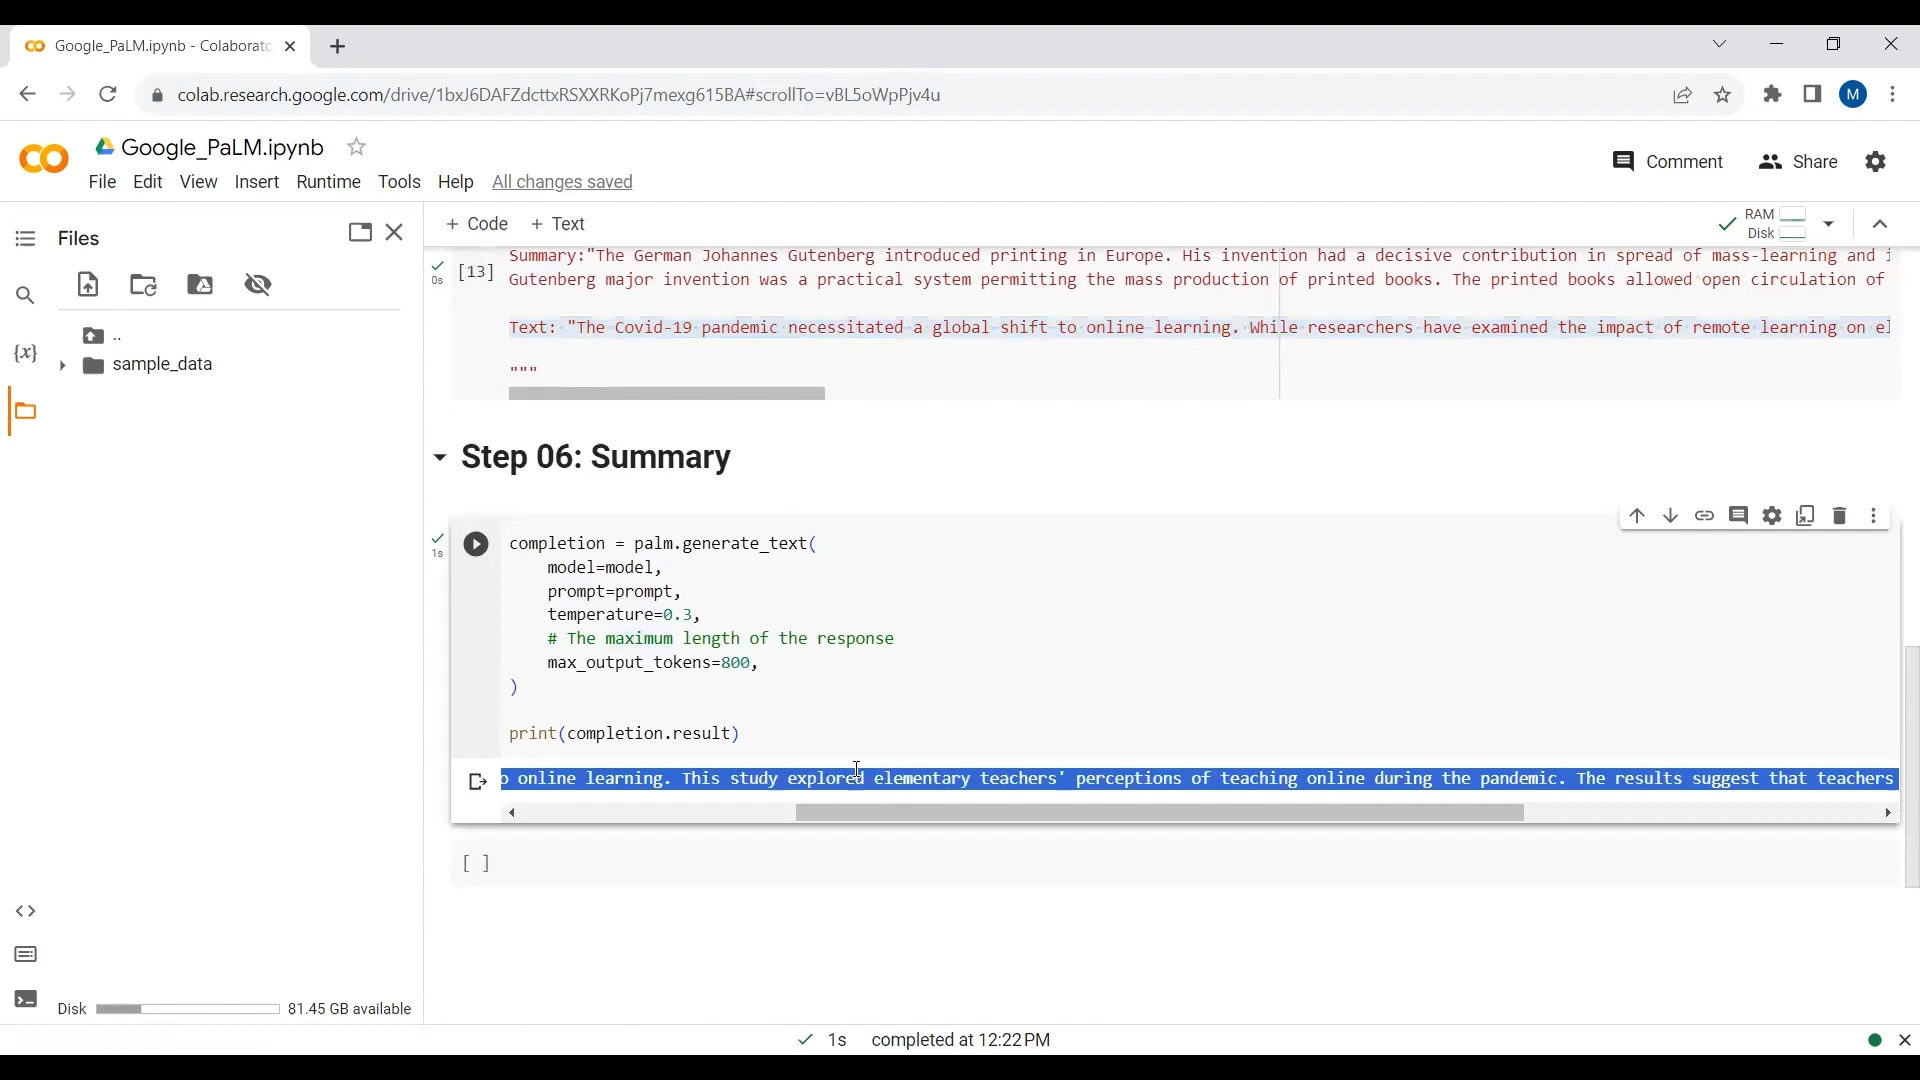 Google_PaLM.ipynb - Colaborato
colab.research.google.com/drive/1bxJ6DAFZdcttxRSXXRKoPj7mexg615BA#scrollTo=vBL5oWpPjv4u
M
Google_PaLM.ipynb
Comment
Share
File Edit View Insert Runtime Tools Help All changes saved
Files
+ Code + Text
RAM
Disk
..
sample_data
[13]
0s
Summary:"The German Johannes Gutenberg introduced printing in Europe. His invention had a decisive contribution in spread of mass-learning and i
Gutenberg major invention was a practical system permitting the mass production of printed books. The printed books allowed open circulation of
Text: "The Covid-19 pandemic necessitated a global shift to online learning. While researchers have examined the impact of remote learning on el
"""
Step 06: Summary
1s
completion = palm.generate_text(
model=model,
prompt=prompt,
temperature=0.3,
# The maximum length of the response
max_output_tokens=800,
)
print(completion.result)
o online learning. This study explored elementary teachers' perceptions of teaching online during the pandemic. The results suggest that teachers
[ ]
{x}
<>
Disk 81.45 GB available
1s completed at 12:22 PM